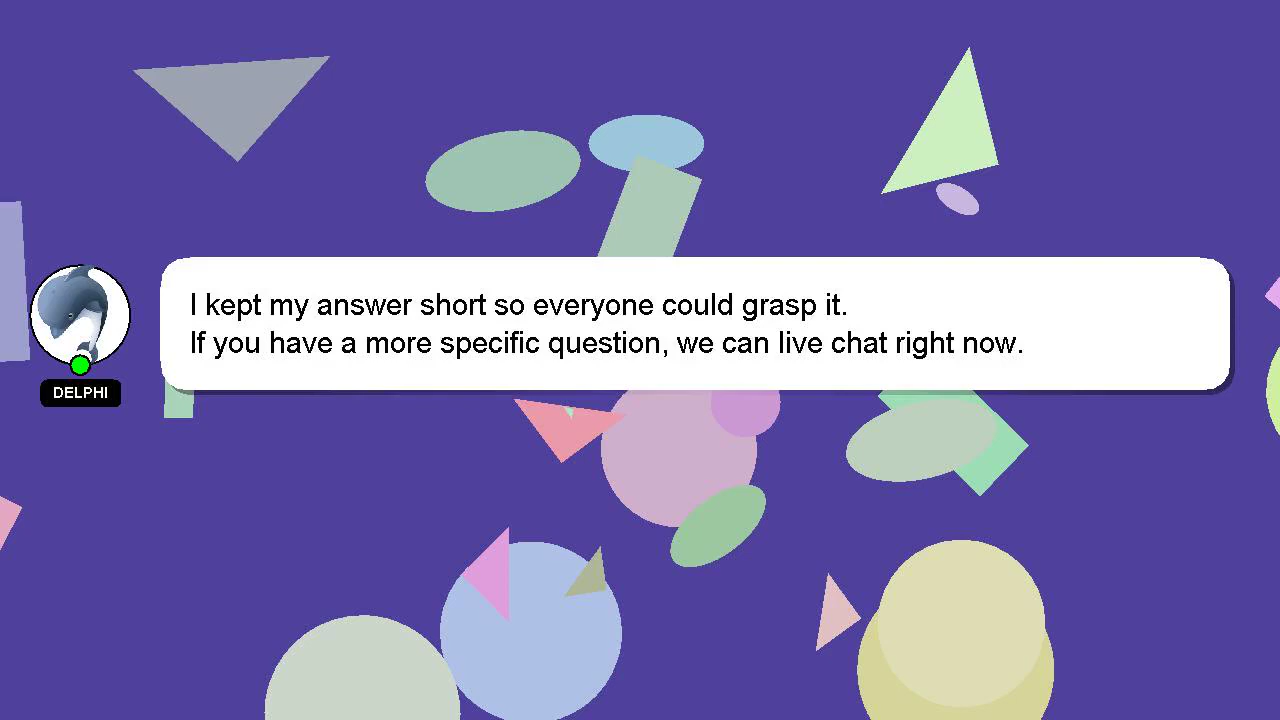 I kept my answer short so everyone could grasp it.
If you have a more specific question, we can live chat right now.
DELPHI